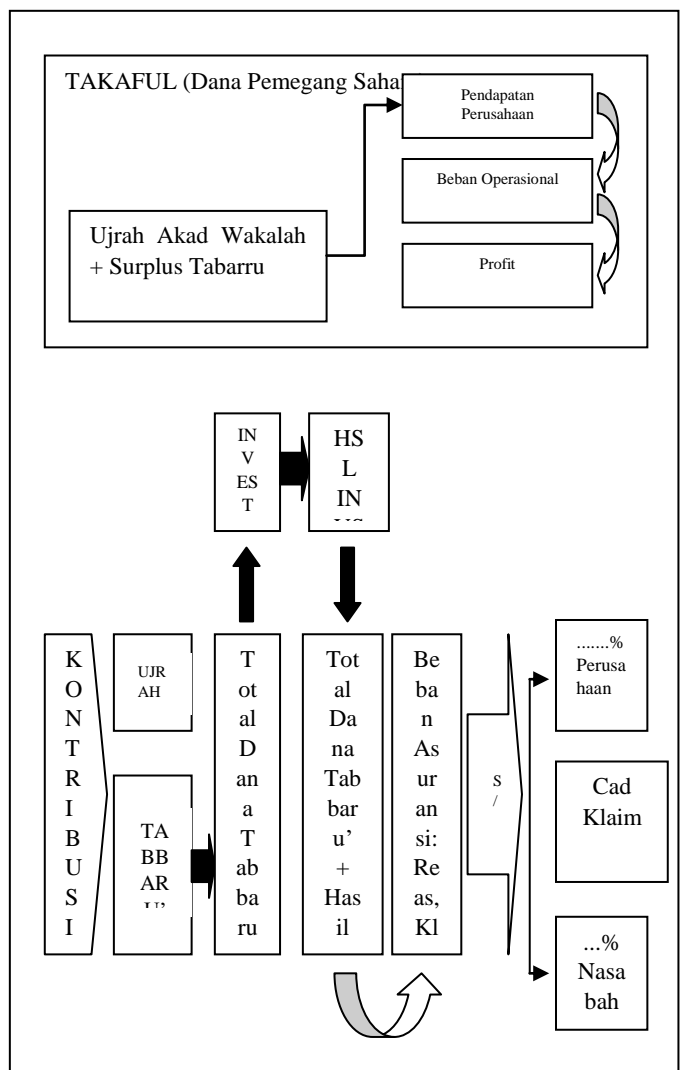 TAKAFUL (Dana Pemegang Saha
Pendapatan
Perusahaan
Beban Operasional
Profit
Ujrah Akad Wakalah
+ Surplus Tabarru
IN
V
ES
T
HS
L
IN
K
O
N
T
R
I
B
U
S
I
UJR
AH
TA
BB
AR
U'
T
ot
al
D
an
a
T
ab
ba
ru
Tot
al
Da
na
Tab
bar
u'
+
Has
il
Be
ba
n
As
ur
an
si:
Re
as,
Kl
S
/
.......%
Perusa
haan
Cad
Klaim
...%
Nasa
bah